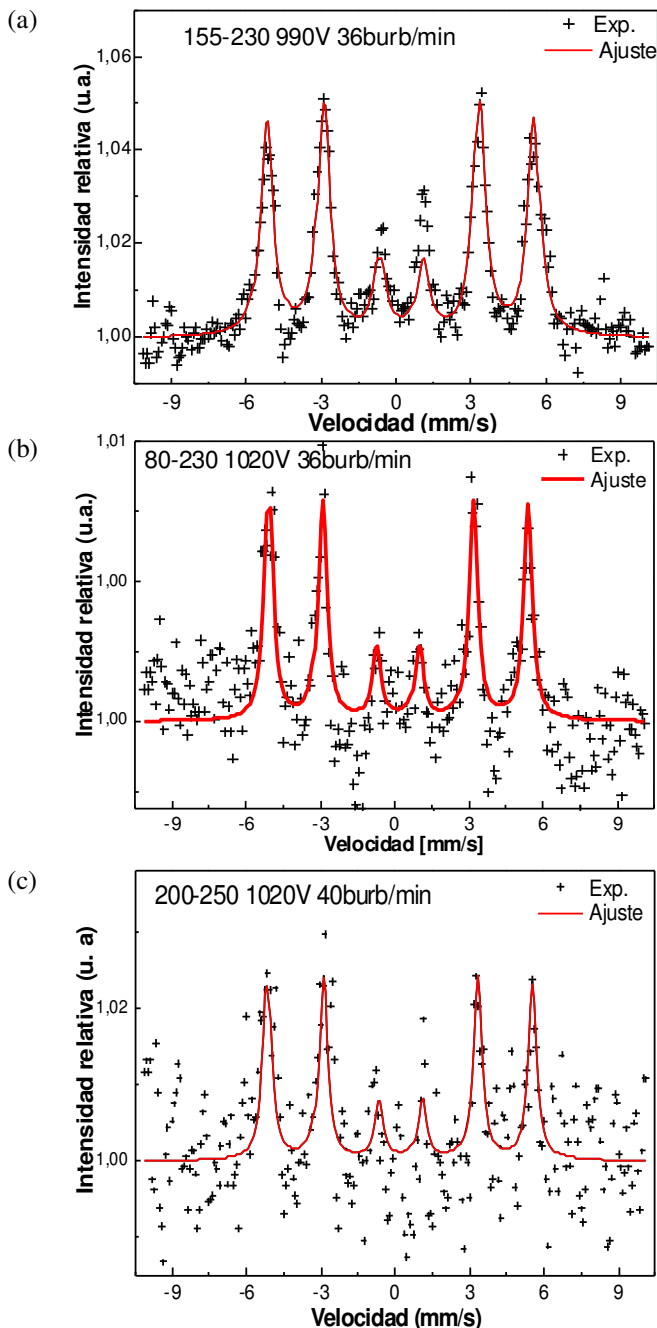 (a)
155-230 990V 36burb/min
Exp.
Ajuste
Intensidad relativa (u.a.)
1,06
1,04
1,02
1,00
-9 -6 -3 0 3 6 9
Velocidad (mm/s)
(b)
80-230 1020V 36burb/min
Exp.
Ajuste
Intensidad relativa (u.a.)
1,01
1,00
1,00
-9 -6 -3 0 3 6 9
Velocidad [mm/s]
(c)
200-250 1020V 40burb/min
Exp.
Ajuste
Intensidad relativa (u. a)
1,02
1,00
-9 -6 -3 0 3 6 9
Velocidad (mm/s)